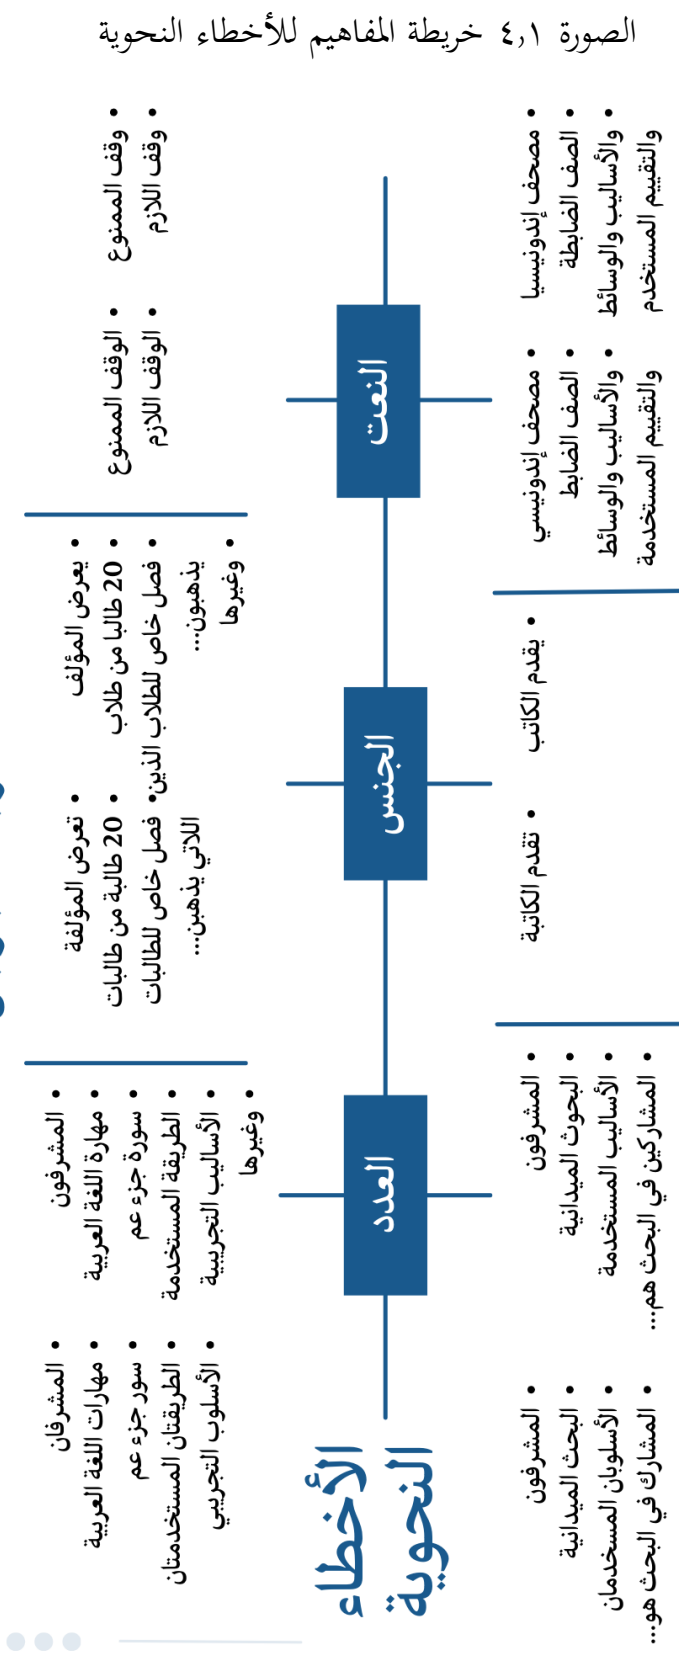 الصورة ٤,١ خريطة المفاهيم للأخطاء النحوية
وقف الممنوع
وقف اللازم
الوقف الممنوع
الوقف اللازم
يعرض المؤلف
20 طالبا من طلاب
فصل خاص للطلاب الذين
يذهبون...
وغيرها
تعرض المؤلفة
20 طالبة من طالبات
فصل خاص للطالبات
اللاتي يذهبن...
المشرفون
مهارة اللغة العربية
سورة جزء عم
الطريقة المستخدمة
الأساليب التجريبية
وغيرها
المشرفان
مهارات اللغة العربية
سور جزء عم
الطريقتان المستخدمتان
الأسلوب التجريبي
النعت
الجنس
العدد
الأخطاء
النحوية
مصحف إندونيسيا
الصف الضابطة
والأساليب والوسائط
والتقييم المستخدم
مصحف إندونيسي
الصف الضابط
والأساليب والوسائط
والتقييم المستخدمة
يقدم الكاتب
تقدم الكاتبة
المشرفون
البحوث الميدانية
الأساليب المستخدمة
المشاركين في البحث هم...
المشرفون
البحث الميدانية
الأسلوبان المسخدمان
المشارك في البحث هو...